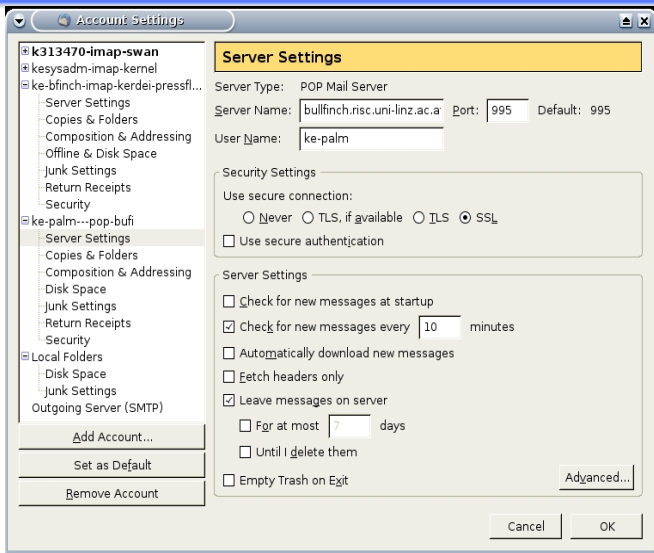 Account Settings
k313470-imap-swan
kesysadm-imap-kernel
ke-bfinch-imap-kerdei-pressfl...
Server Settings
Copies & Folders
Composition & Addressing
Offline & Disk Space
Junk Settings
Return Receipts
Security
ke-palm---pop-bufi
Server Settings
Copies & Folders
Composition & Addressing
Disk Space
Junk Settings
Return Receipts
Security
Local Folders
Disk Space
Junk Settings
Outgoing Server (SMTP)
Add Account...
Set as Default
Remove Account
Server Settings
Server Type: POP Mail Server
Server Name: bullfinch.risc.uni-linz.ac.a Port: 995 Default: 995
User Name: ke-palm
Security Settings
Use secure connection:
Never TLS, if available TLS SSL
Use secure authentication
Server Settings
Check for new messages at startup
Check for new messages every 10 minutes
Automatically download new messages
Fetch headers only
Leave messages on server
For at most 7 days
Until I delete them
Empty Trash on Exit
Advanced...
Cancel OK